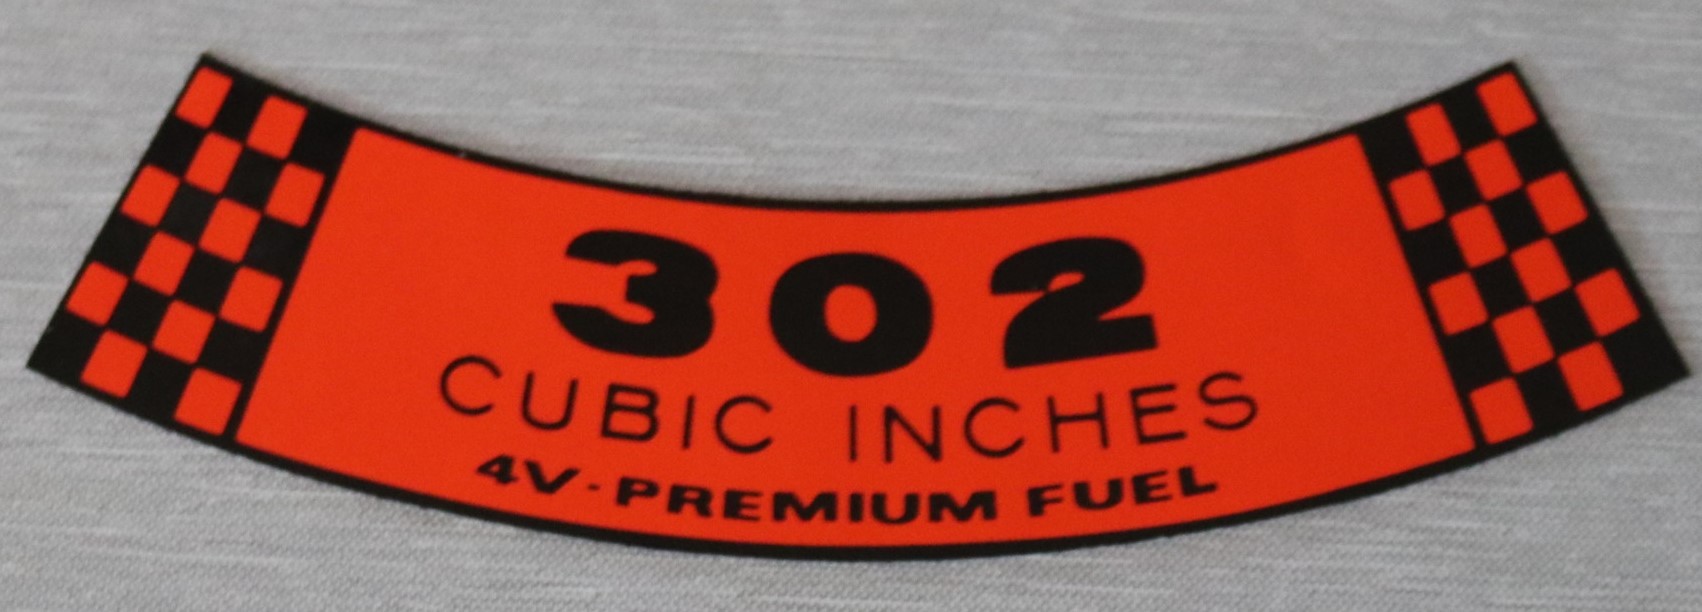 302
CUBIC INCHES
4V-PREMIUM FUEL